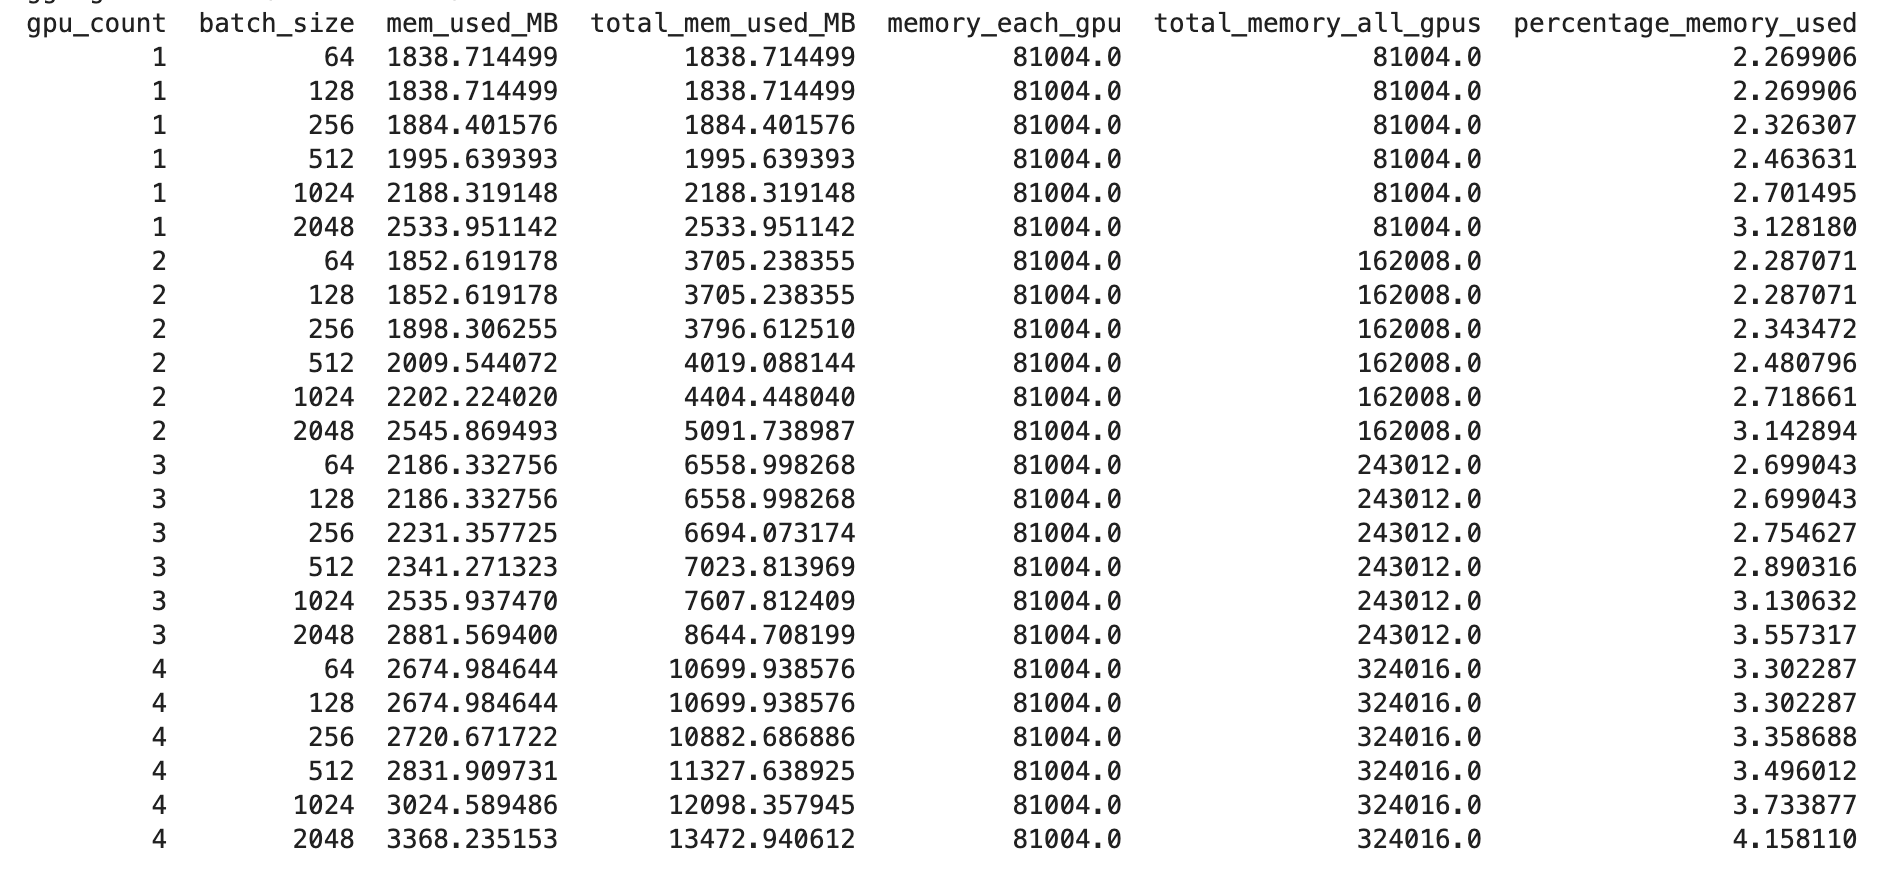 gpu_count batch_size mem_used_MB total_mem_used_MB memory_each_gpu total_memory_all_gpus percentage_memory_used
1 64 1838.714499 1838.714499 81004.0 81004.0 2.269906
1 128 1838.714499 1838.714499 81004.0 81004.0 2.269906
1 256 1884.401576 1884.401576 81004.0 81004.0 2.326307
1 512 1995.639393 1995.639393 81004.0 81004.0 2.463631
1 1024 2188.319148 2188.319148 81004.0 81004.0 2.701495
1 2048 2533.951142 2533.951142 81004.0 81004.0 3.128180
2 64 1852.619178 3705.238355 81004.0 162008.0 2.287071
2 128 1852.619178 3705.238355 81004.0 162008.0 2.287071
2 256 1898.306255 3796.612510 81004.0 162008.0 2.343472
2 512 2009.544072 4019.088144 81004.0 162008.0 2.480796
2 1024 2202.224020 4404.448040 81004.0 162008.0 2.718661
2 2048 2545.869493 5091.738987 81004.0 162008.0 3.142894
3 64 2186.332756 6558.998268 81004.0 243012.0 2.699043
3 128 2186.332756 6558.998268 81004.0 243012.0 2.699043
3 256 2231.357725 6694.073174 81004.0 243012.0 2.754627
3 512 2341.271323 7023.813969 81004.0 243012.0 2.890316
3 1024 2535.937470 7607.812409 81004.0 243012.0 3.130632
3 2048 2881.569400 8644.708199 81004.0 243012.0 3.557317
4 64 2674.984644 10699.938576 81004.0 324016.0 3.302287
4 128 2674.984644 10699.938576 81004.0 324016.0 3.302287
4 256 2720.671722 10882.686886 81004.0 324016.0 3.358688
4 512 2831.909731 11327.638925 81004.0 324016.0 3.496012
4 1024 3024.589486 12098.357945 81004.0 324016.0 3.733877
4 2048 3368.235153 13472.940612 81004.0 324016.0 4.158110